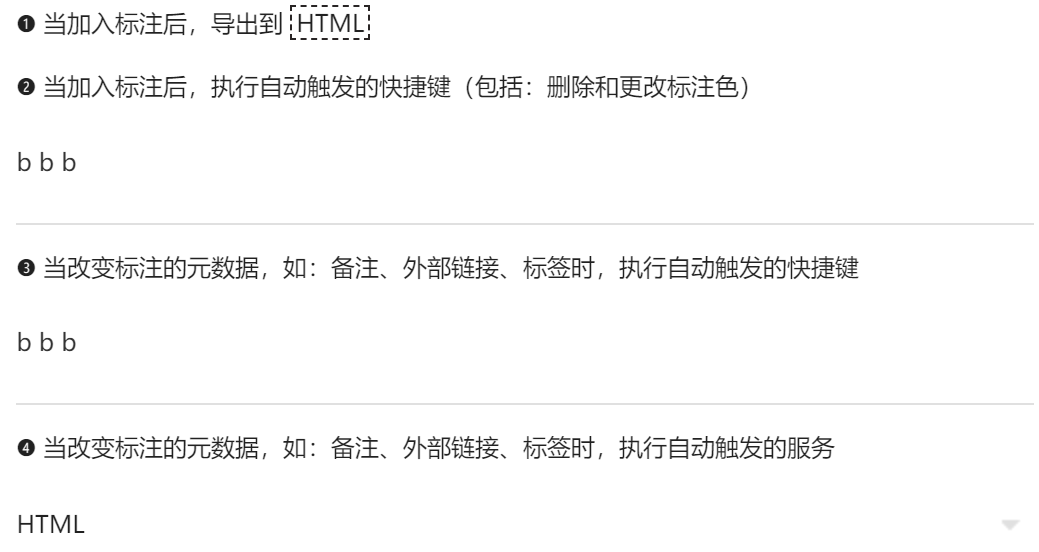 ❶ 当加入标注后，导出到 HTML
❷ 当加入标注后，执行自动触发的快捷键（包括：删除和更改标注色）
b b b
❸ 当改变标注的元数据，如：备注、外部链接、标签时，执行自动触发的快捷键
b b b
❹ 当改变标注的元数据，如：备注、外部链接、标签时，执行自动触发的服务
HTML